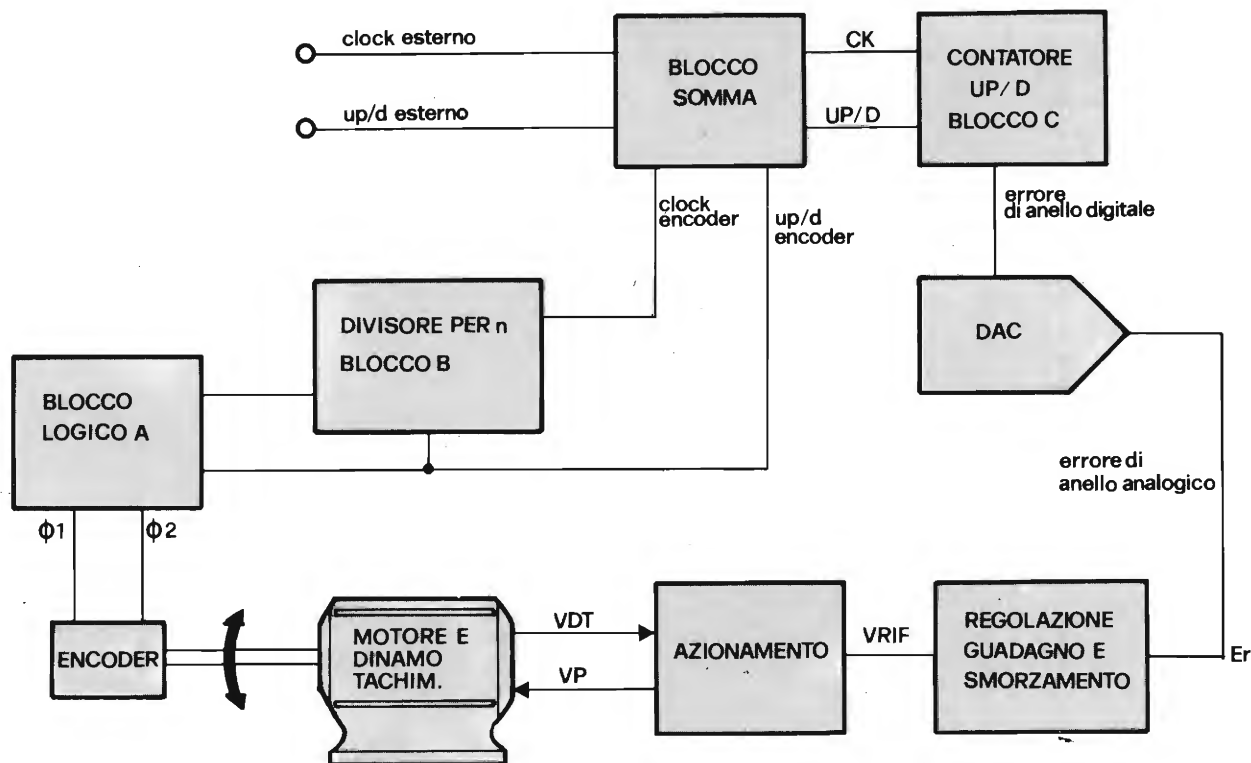 clock esterno
up/d esterno
BLOCCO
SOMMA
CK
UP/D
CONTATORE
UP/D
BLOCCO C
clock
encoder
up/d
encoder
errore
di anello digitale
DIVISORE PER n
BLOCCO B
DAC
BLOCCO
LOGICO A
errore di
anello analogico
Φ1
Φ2
ENCODER
MOTORE E
DINAMO
TACHIM.
VDT
VP
AZIONAMENTO
VRIF
REGOLAZIONE
GUADAGNO E
SMORZAMENTO
Er